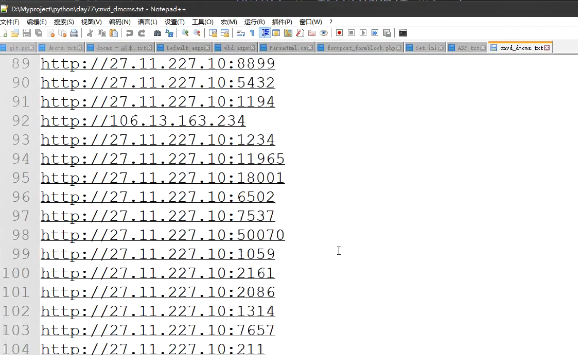 D:\Myproject\python\day77\cnvd_drcms.txt - Notepad++
文件(F) 编辑(E) 搜索(S) 视图(V) 编码(N) 语言(L) 设置(T) 工具(O) 宏(M) 运行(R) 插件(P) 窗口(W) ?
89 http://27.11.227.10:8899
90 http://27.11.227.10:5432
91 http://27.11.227.10:1194
92 http://106.13.163.234
93 http://27.11.227.10:1234
94 http://27.11.227.10:11965
95 http://27.11.227.10:18001
96 http://27.11.227.10:6502
97 http://27.11.227.10:7537
98 http://27.11.227.10:50070
99 http://27.11.227.10:1059
100 http://27.11.227.10:2161
101 http://27.11.227.10:2086
102 http://27.11.227.10:1314
103 http://27.11.227.10:7657
104 http://27.11.227.10:211